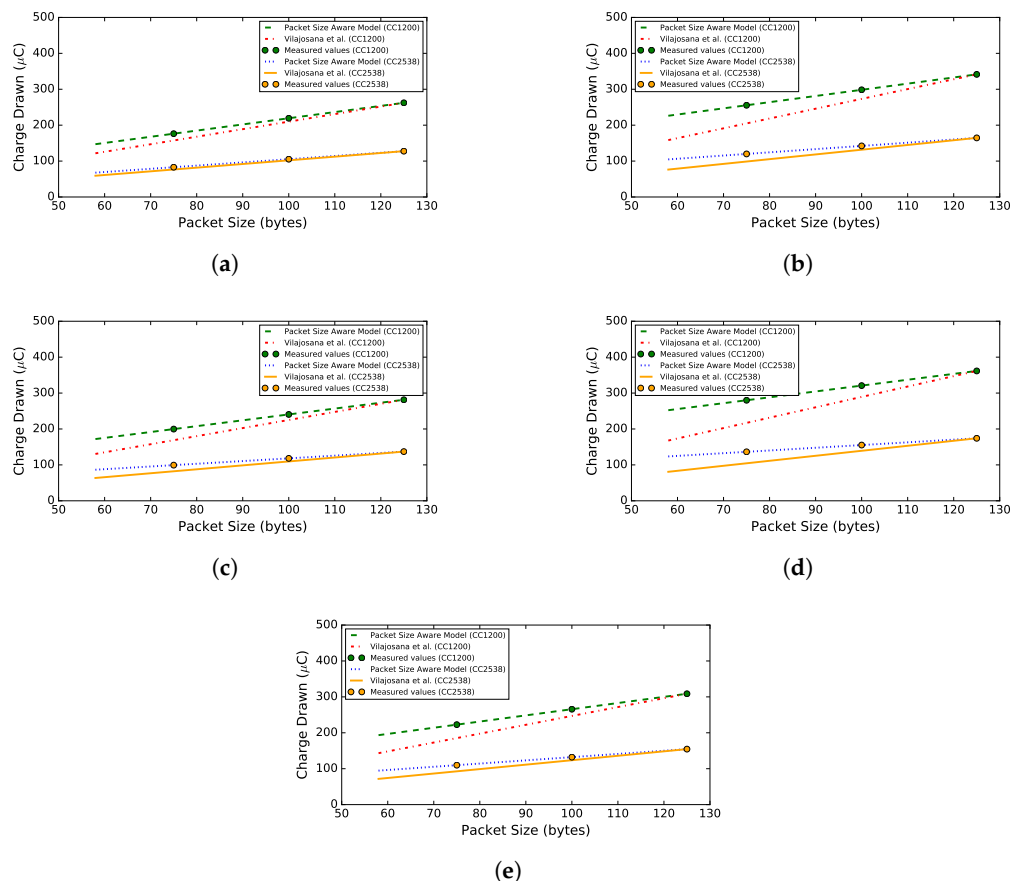 500
400
300
200
100
0
Charge Drawn (μC)
Packet Size Aware Model (CC1200)
Vilajosana et al. (CC1200)
Measured values (CC1200)
Packet Size Aware Model (CC2538)
Vilajosana et al. (CC2538)
Measured values (CC2538)
50 60 70 80 90 100 110 120 130
Packet Size (bytes)
(a)
500
400
300
200
100
0
Charge Drawn (μC)
Packet Size Aware Model (CC1200)
Vilajosana et al. (CC1200)
Measured values (CC1200)
Packet Size Aware Model (CC2538)
Vilajosana et al. (CC2538)
Measured values (CC2538)
50 60 70 80 90 100 110 120 130
Packet Size (bytes)
(b)
500
400
300
200
100
0
Charge Drawn (μC)
Packet Size Aware Model (CC1200)
Vilajosana et al. (CC1200)
Measured values (CC1200)
Packet Size Aware Model (CC2538)
Vilajosana et al. (CC2538)
Measured values (CC2538)
50 60 70 80 90 100 110 120 130
Packet Size (bytes)
(c)
500
400
300
200
100
0
Charge Drawn (μC)
Packet Size Aware Model (CC1200)
Vilajosana et al. (CC1200)
Measured values (CC1200)
Packet Size Aware Model (CC2538)
Vilajosana et al. (CC2538)
Measured values (CC2538)
50 60 70 80 90 100 110 120 130
Packet Size (bytes)
(d)
500
400
300
200
100
0
Charge Drawn (μC)
Packet Size Aware Model (CC1200)
Vilajosana et al. (CC1200)
Measured values (CC1200)
Packet Size Aware Model (CC2538)
Vilajosana et al. (CC2538)
Measured values (CC2538)
50 60 70 80 90 100 110 120 130
Packet Size (bytes)
(e)